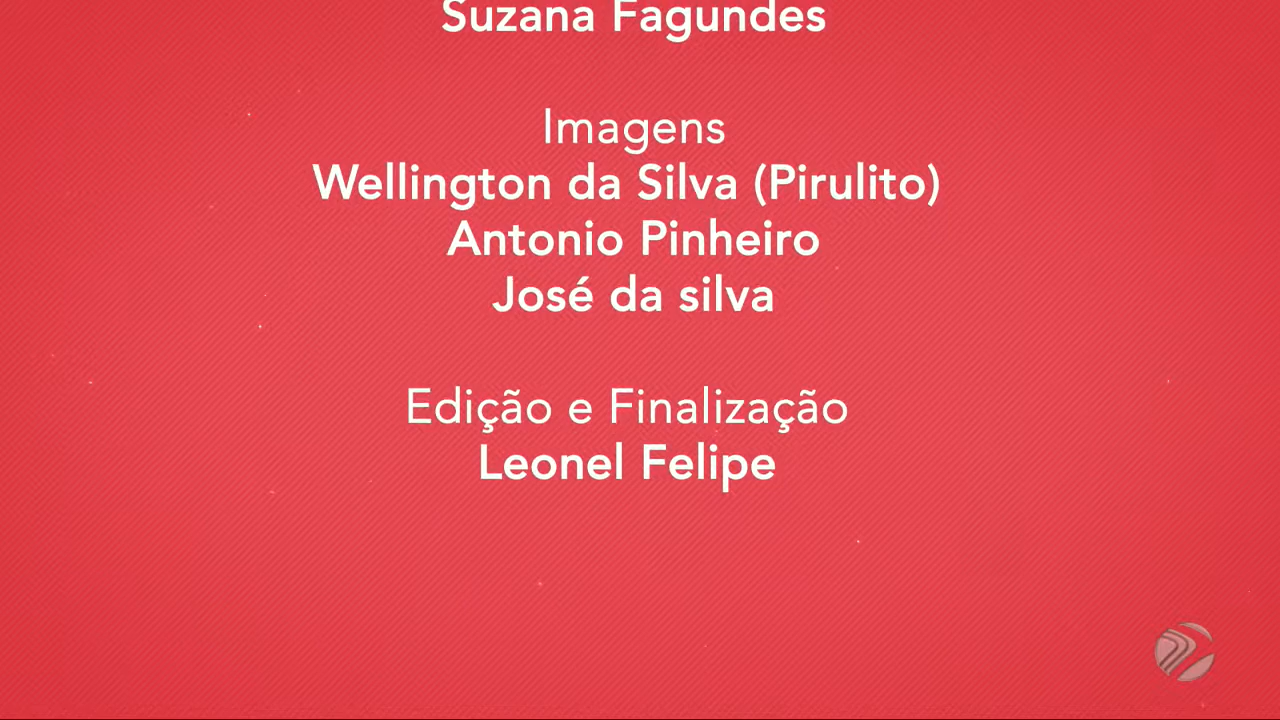 Suzana Fagundes
Imagens
Wellington da Silva (Pirulito)
Antonio Pinheiro
José da silva
Edição e Finalização
Leonel Felipe